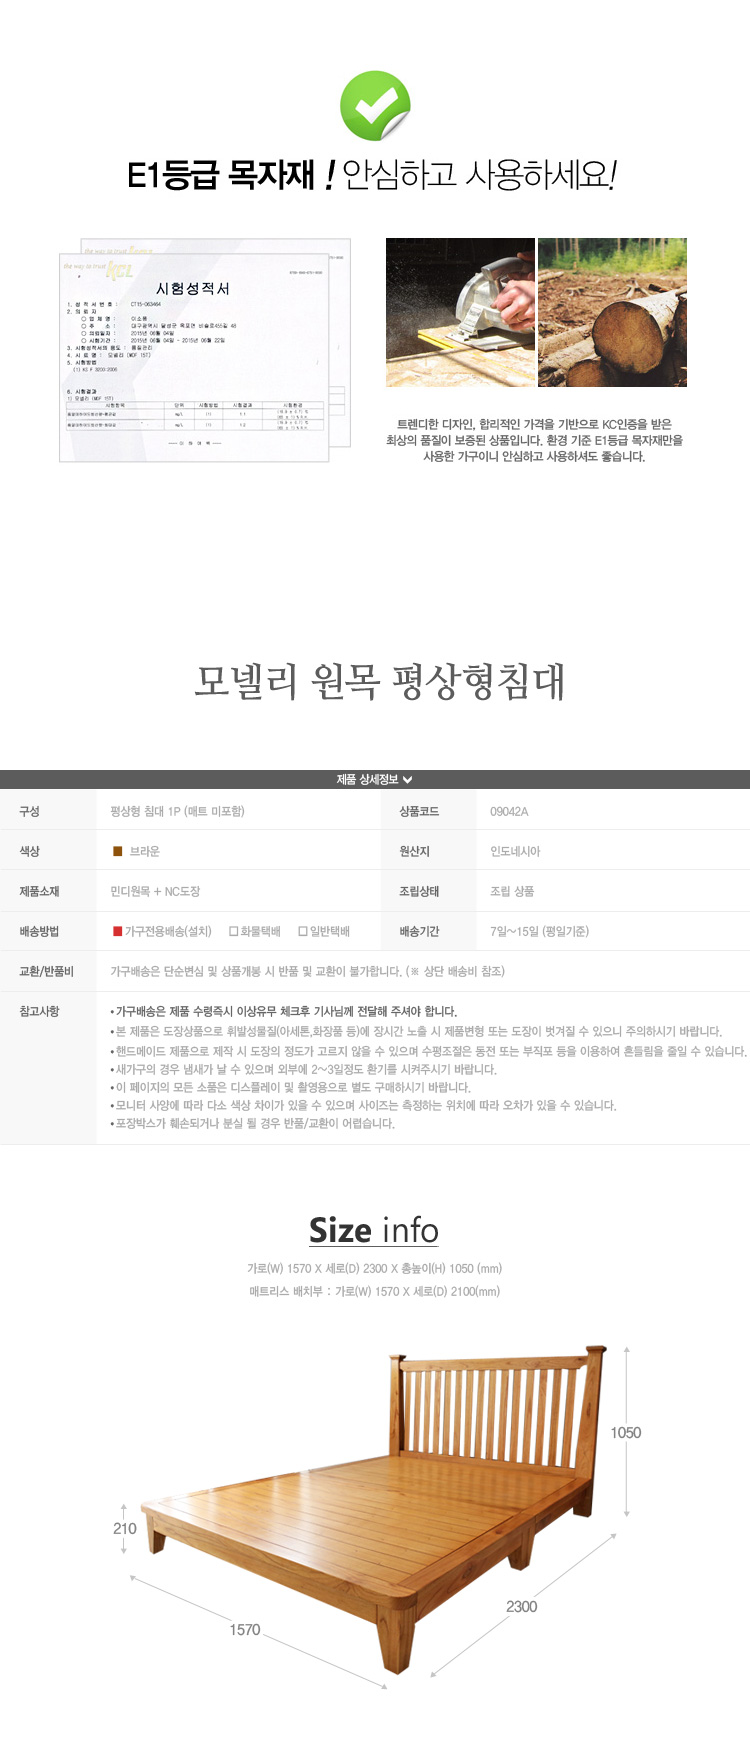 E1등급 목자재 ! 안심하고 사용하세요!
the way to trust KCL
시험성적서
1. 성 적 서 번 호 : CT15-063464
2. 의 뢰 자
○ 업 체 명 :
○ 주 소 : 대구광역시 달성군 옥포면
○ 의뢰일자 : 2015년 06월 04일
○ 시험기간 : 2015년 06월 04일 ~ 2015년 06월 22일
3. 시험성적서의 용도 : 품질관리
4. 시 료 명 : 모넬리 (MDF 15T)
5. 시험방법
6. 시험결과
1) 모넬리 (MDF 15T)
시험항목 단위 시험방법 시험결과 시험환경
트렌디한 디자인, 합리적인 가격을 기반으로 KC인증을 받은
최상의 품질이 보증된 상품입니다. 환경 기준 E1등급 목자재만을
사용한 가구이니 안심하고 사용하셔도 좋습니다.
모넬리 원목 평상형침대
제품 상세정보
구성 평상형 침대 1P (매트 미포함) 상품코드 09042A
색상 브라운 원산지 인도네시아
제품소재 민디원목 + NC도장 조립상태 조립 상품
배송방법 ■ 가구전용배송(설치) □ 화물택배 □ 일반택배 배송기간 7일~15일 (평일기준)
교환/반품비 가구배송은 단순변심 및 상품개봉 시 반품 및 교환이 불가합니다. (※ 상단 배송비 참조)
참고사항 •가구배송은 제품 수령즉시 이상유무 체크후 기사님께 전달해 주셔야 합니다.
•본 제품은 도장상품으로 휘발성물질(아세톤,화장품 등)에 장시간 노출 시 제품변형 또는 도장이 벗겨질 수 있으니 주의하시기 바랍니다.
•핸드메이드 제품으로 제작 시 도장의 정도가 고르지 않을 수 있으며 수평조절은 동전 또는 부직포 등을 이용하여 흔들림을 줄일 수 있습니다.
•새가구의 경우 냄새가 날 수 있으며 외부에 2~3일정도 환기를 시켜주시기 바랍니다.
•이 페이지의 모든 소품은 디스플레이 및 촬영용으로 별도 구매하시기 바랍니다.
•모니터 사양에 따라 다소 색상 차이가 있을 수 있으며 사이즈는 측정하는 위치에 따라 오차가 있을 수 있습니다.
•포장박스가 훼손되거나 분실 될 경우 반품/교환이 어렵습니다.
Size info
가로(W) 1570 X 세로(D) 2300 X 총높이(H) 1050 (mm)
매트리스 배치부 : 가로(W) 1570 X 세로(D) 2100(mm)
1050
210
2300
1570